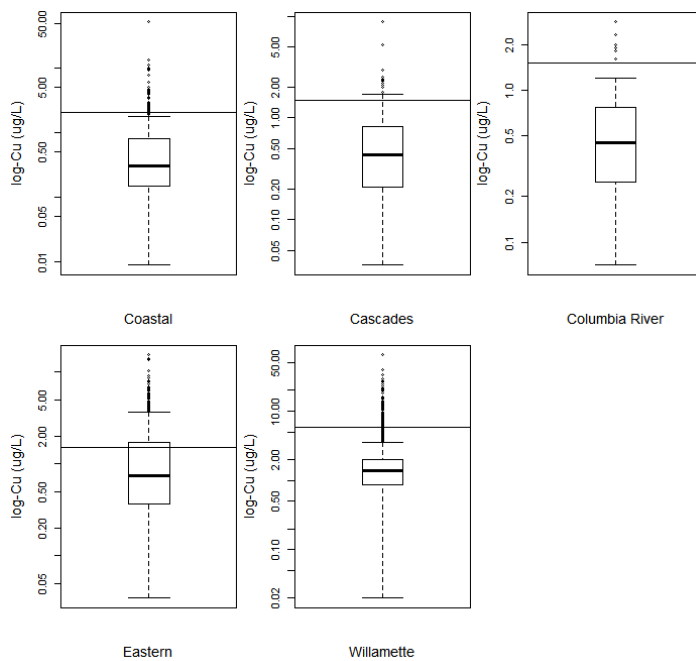 log-Cu (ug/L)
50.00
5.00
0.50
0.05
0.01
Coastal
log-Cu (ug/L)
5.00
2.00
1.00
0.50
0.20
0.10
0.05
Cascades
log-Cu (ug/L)
2.0
1.0
0.5
0.2
0.1
Columbia River
log-Cu (ug/L)
5.00
2.00
0.50
0.20
0.05
Eastern
log-Cu (ug/L)
50.00
10.00
2.00
0.50
0.10
0.02
Willamette